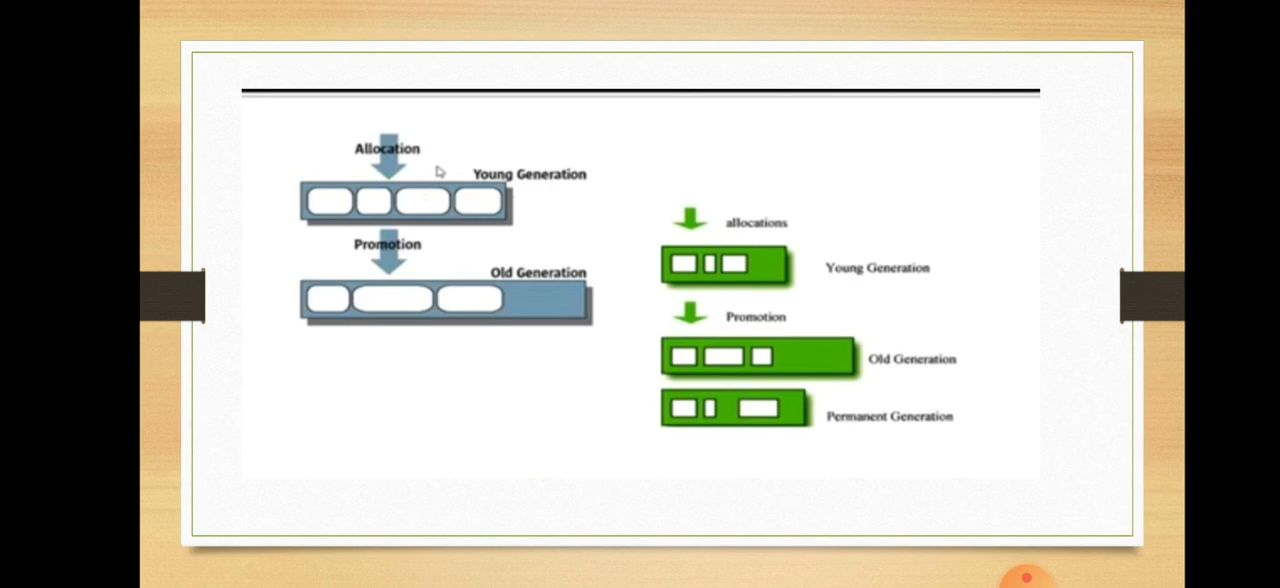 Allocation
Young Generation
Promotion
Old Generation
allocations
Young Generation
Promotion
Old Generation
Permanent Generation